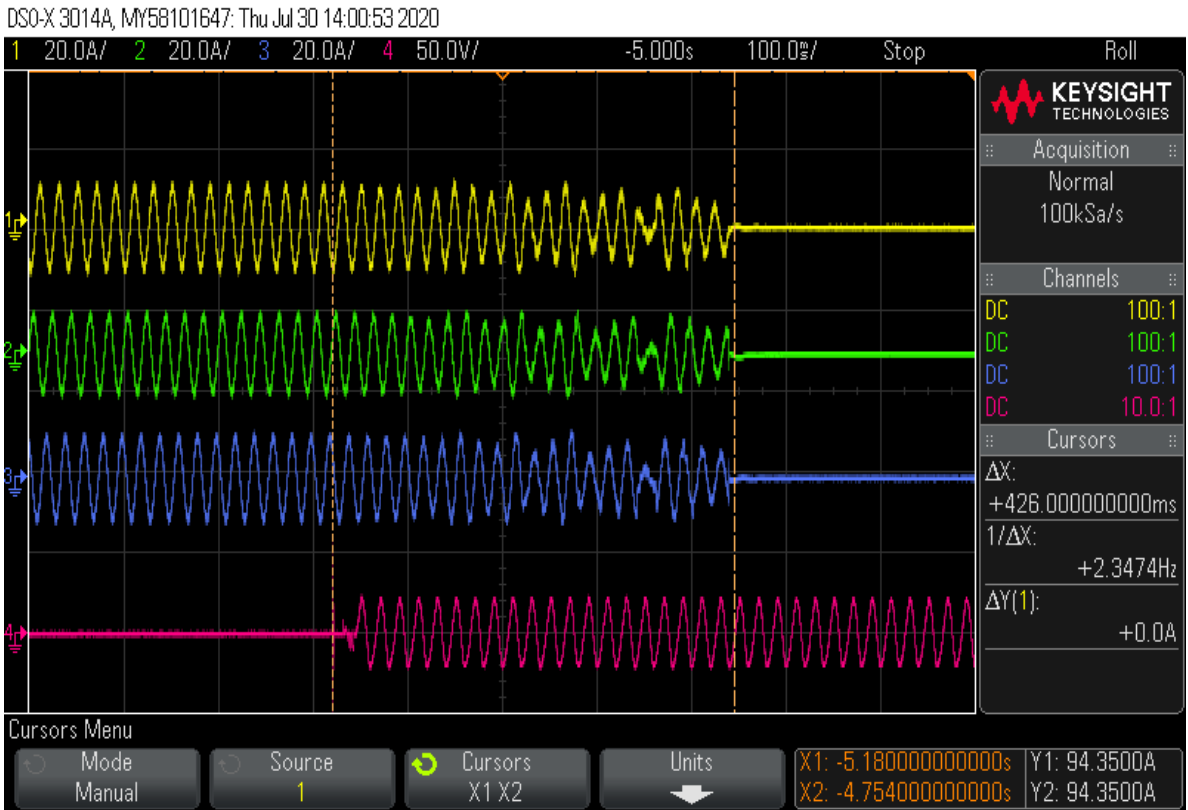 DSO-X 3014A, MY58101647: Thu Jul 30 14:00:53 2020
1 20.0A/ 2 20.0A/ 3 20.0A/ 4 50.0V/ -5.000s 100.0ms/ Stop Roll
KEYSIGHT
TECHNOLOGIES
Acquisition
Normal
100kSa/s
Channels
DC 100:1
DC 100:1
DC 100:1
DC 10.0:1
Cursors
ΔX:
+426.000000000ms
1/ΔX:
+2.3474Hz
ΔY(1):
+0.0A
1
2
3
4
Cursors Menu
Mode
Manual
Source
1
Cursors
X1 X2
Units
X1: -5.180000000000s Y1: 94.3500A
X2: -4.754000000000s Y2: 94.3500A